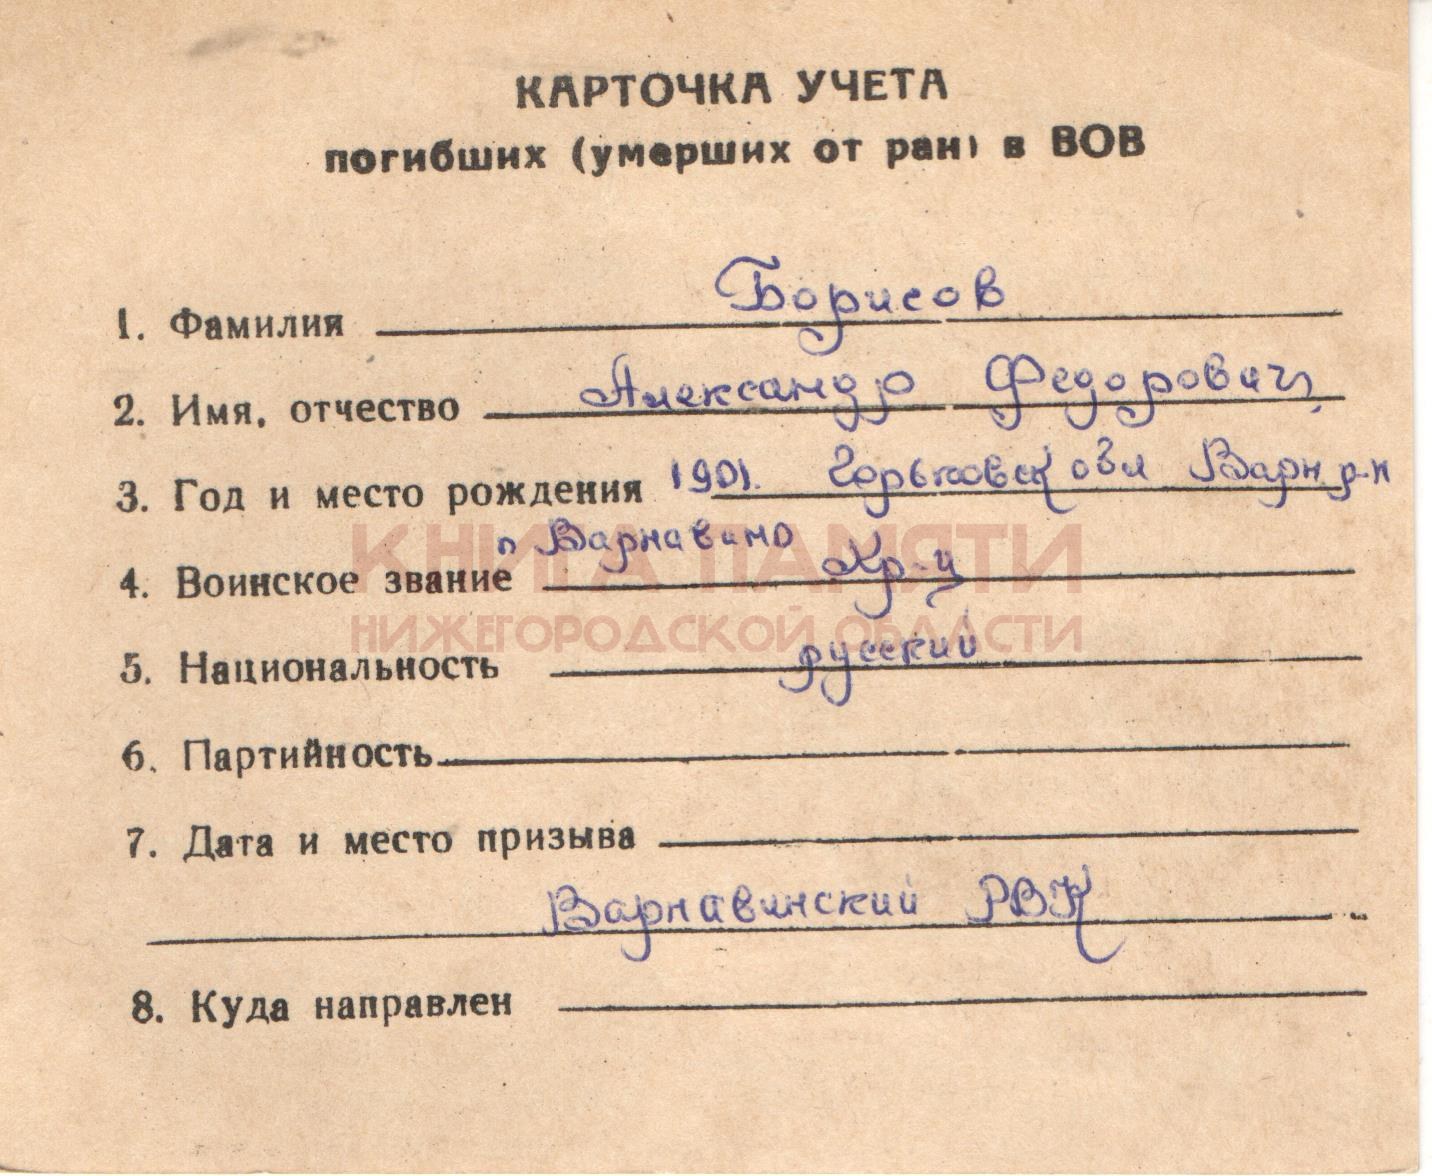 КАРТОЧКА УЧЕТА
погибших (умерших от ран) в ВОВ
1. Фамилия Борисов
2. Имя, отчество Александр Федорович
3. Год и место рождения 1901. Горьковск обл Варн р-н
п Варнавино
4. Воинское звание Кр-ц
КНИГА ПАМЯТИ
НИЖЕГОРОДСКОЙ ОБЛАСТИ
5. Национальность русский
6. Партийность
7. Дата и место призыва
Варнавинский РВК
8. Куда направлен